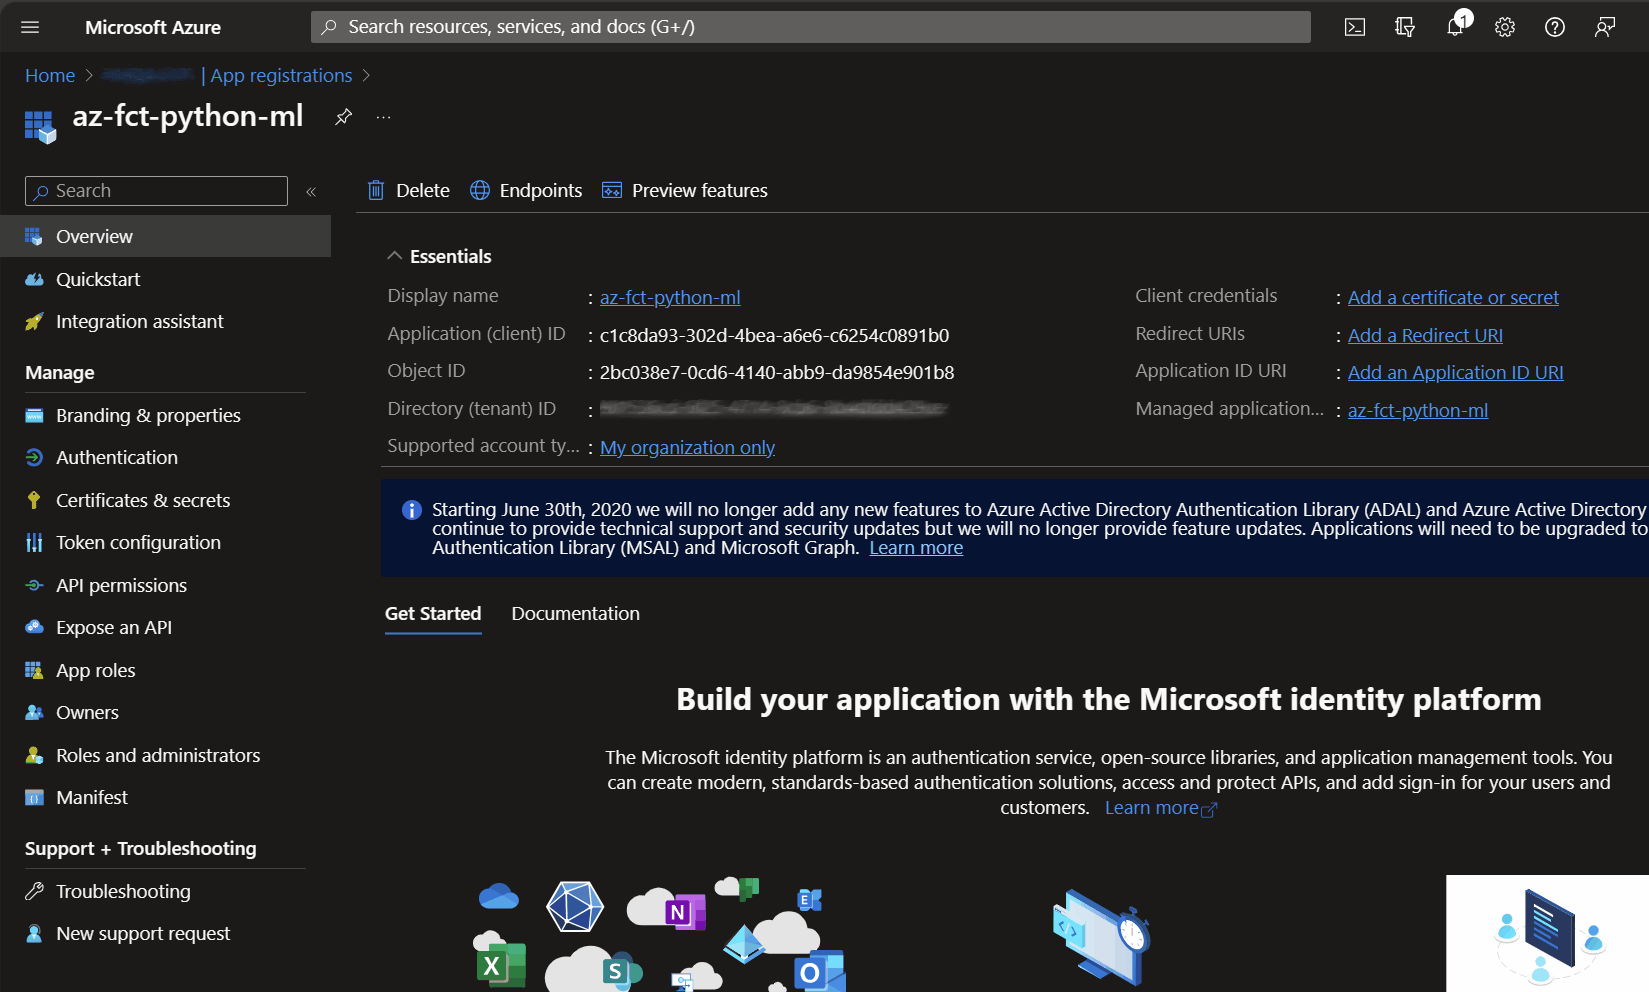 Microsoft Azure
Search resources, services, and docs (G+/)
1
Home > | App registrations >
az-fct-python-ml
...
Search
«
Delete
Endpoints
Preview features
Overview
Quickstart
Integration assistant
Manage
Branding & properties
Authentication
Certificates & secrets
Token configuration
API permissions
Expose an API
App roles
Owners
Roles and administrators
Manifest
Support + Troubleshooting
Troubleshooting
New support request
Essentials
Display name : az-fct-python-ml
Application (client) ID : c1c8da93-302d-4bea-a6e6-c6254c0891b0
Object ID : 2bc038e7-0cd6-4140-abb9-da9854e901b8
Directory (tenant) ID :
Supported account ty... : My organization only
Client credentials : Add a certificate or secret
Redirect URIs : Add a Redirect URI
Application ID URI : Add an Application ID URI
Managed application... : az-fct-python-ml
Starting June 30th, 2020 we will no longer add any new features to Azure Active Directory Authentication Library (ADAL) and Azure Active Directory
continue to provide technical support and security updates but we will no longer provide feature updates. Applications will need to be upgraded to
Authentication Library (MSAL) and Microsoft Graph. Learn more
Get Started
Documentation
Build your application with the Microsoft identity platform
The Microsoft identity platform is an authentication service, open-source libraries, and application management tools. You
can create modern, standards-based authentication solutions, access and protect APIs, and add sign-in for your users and
customers. Learn more
N
E
X
S
O